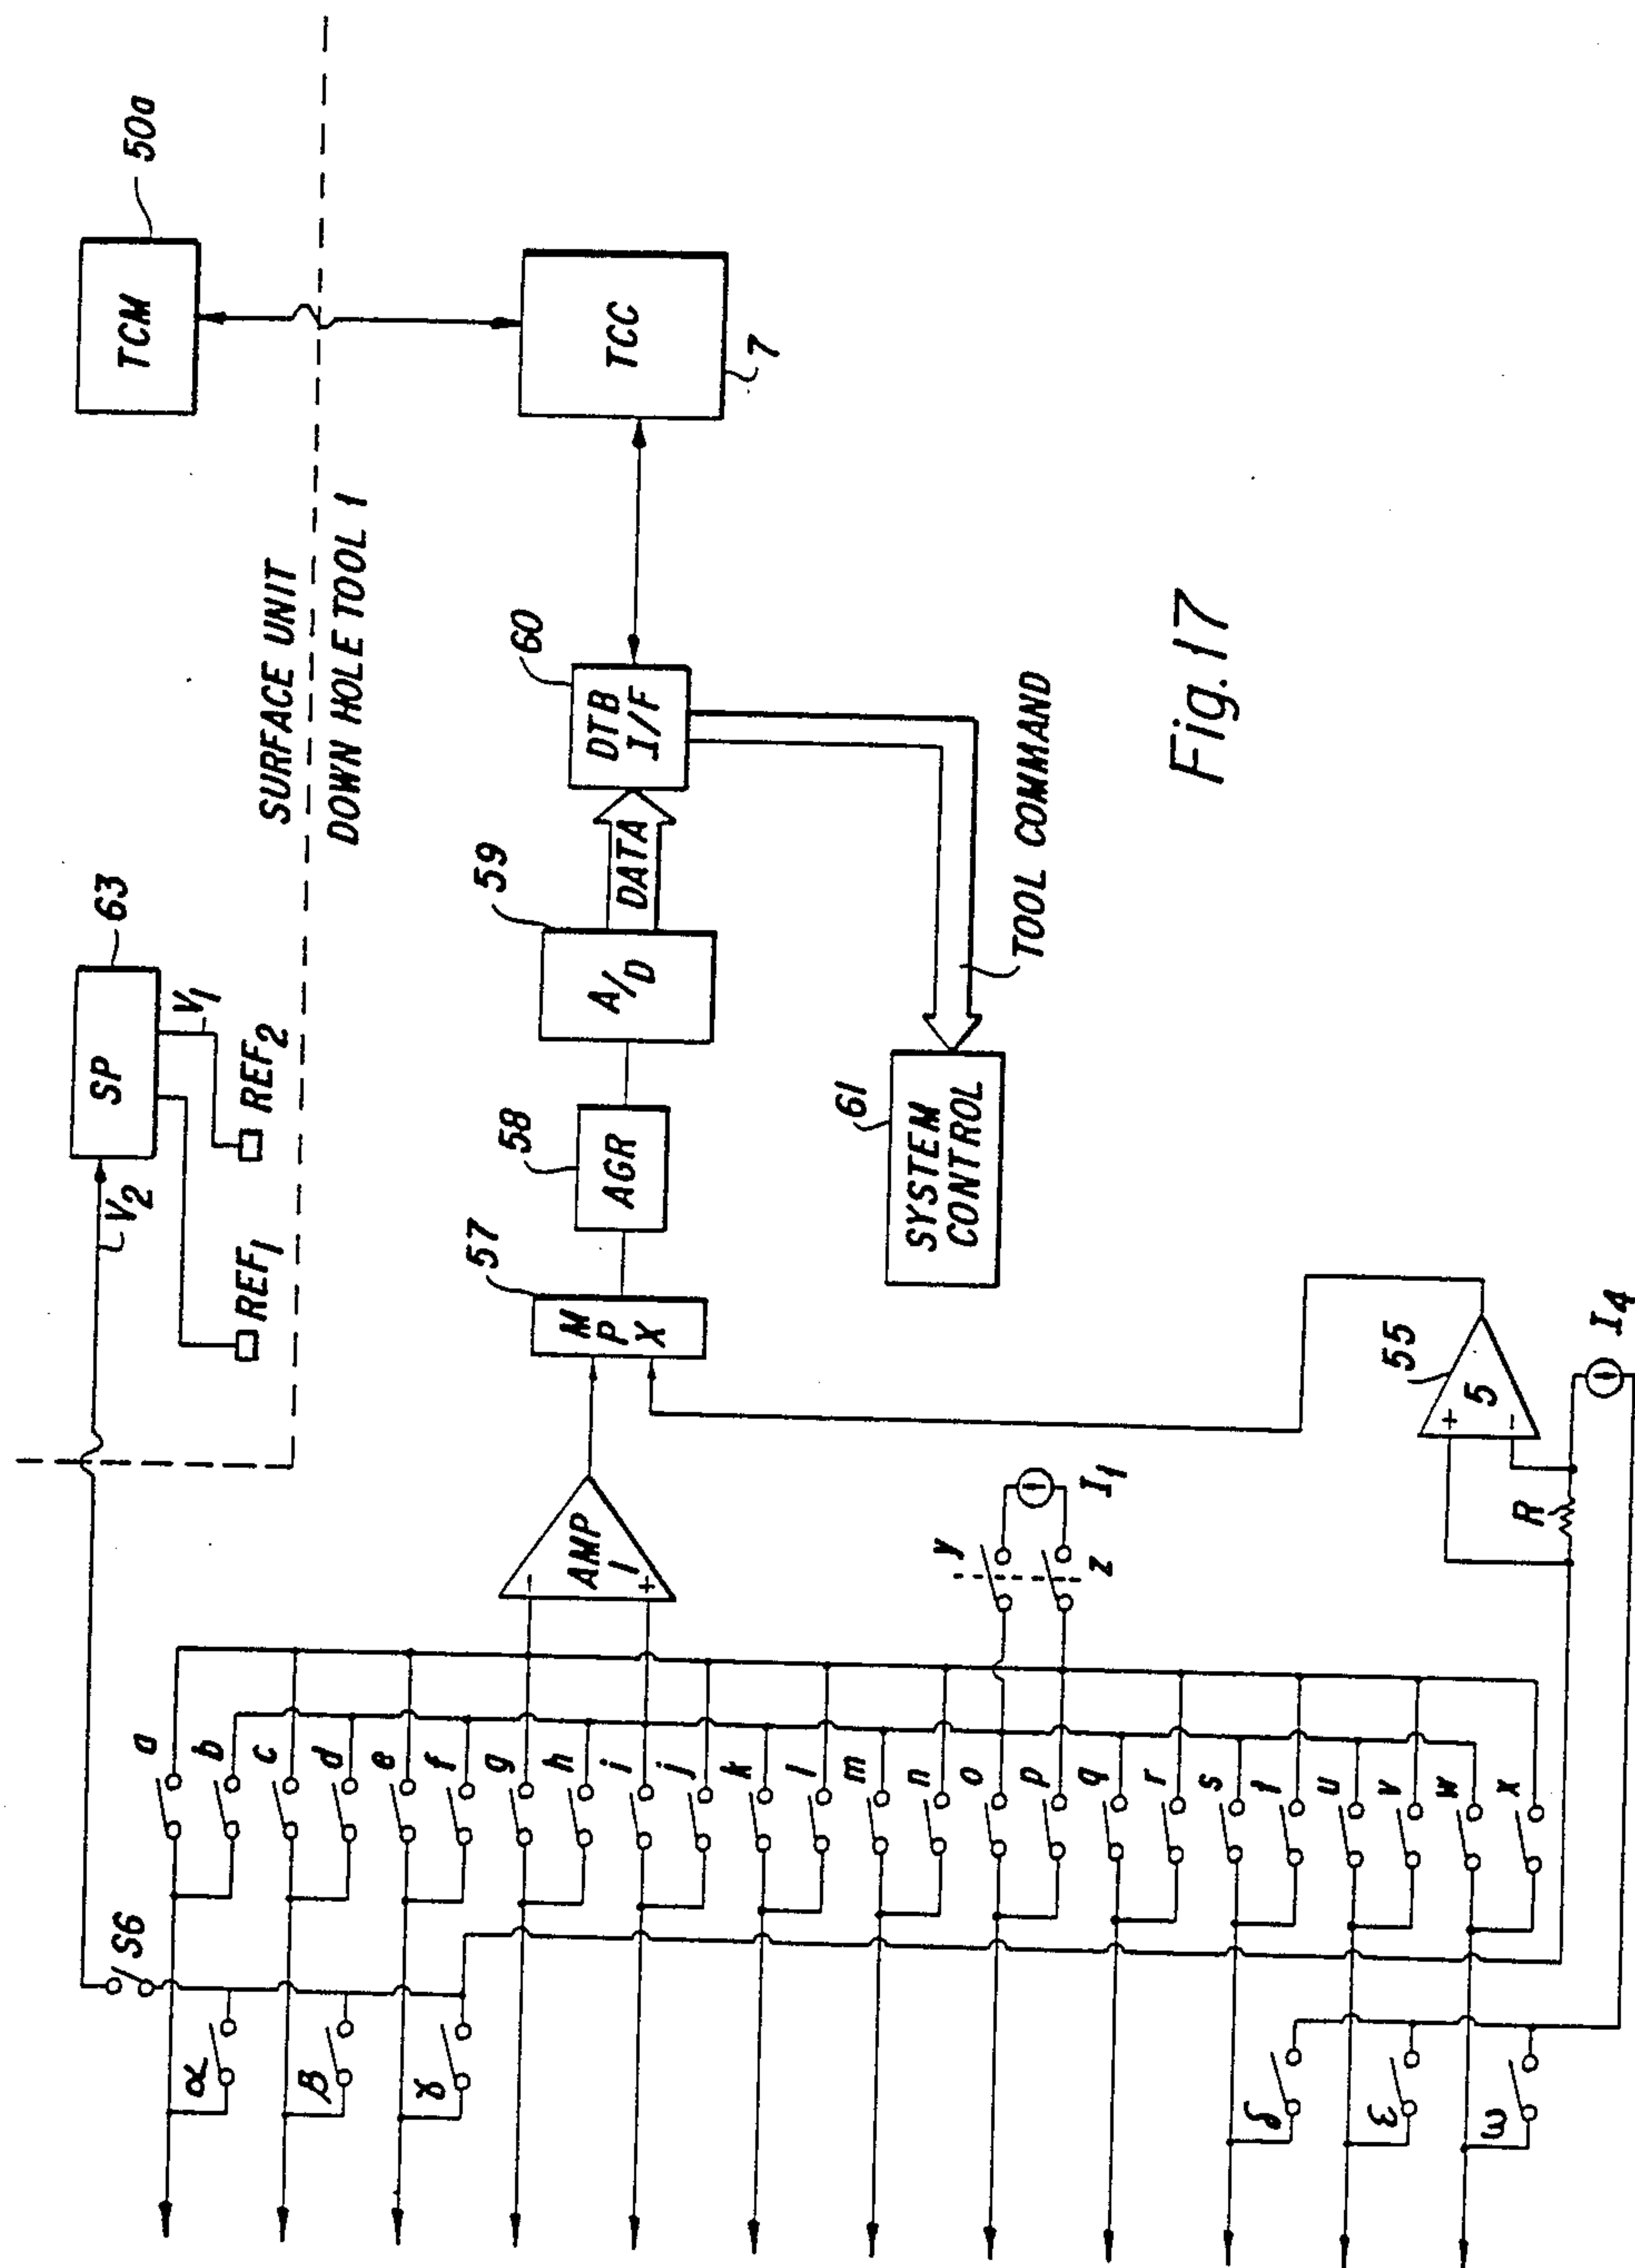 50a
TCM
SURFACE UNIT
DOWN HOLE TOOL 1
TCC
7
63
SP
V1
V2
REF1
REF2
60
DTB
I/F
DATA
TOOL COMMAND
59
A/D
58
AGR
57
M
P
X
61
SYSTEM
CONTROL
AMP
1
-
+
55
5
+
-
R
I4
I1
y
z
S6
a
b
c
d
e
f
g
h
i
j
k
l
m
n
o
p
q
r
s
t
u
v
w
x
α
β
γ
δ
ε
ω
Fig.17